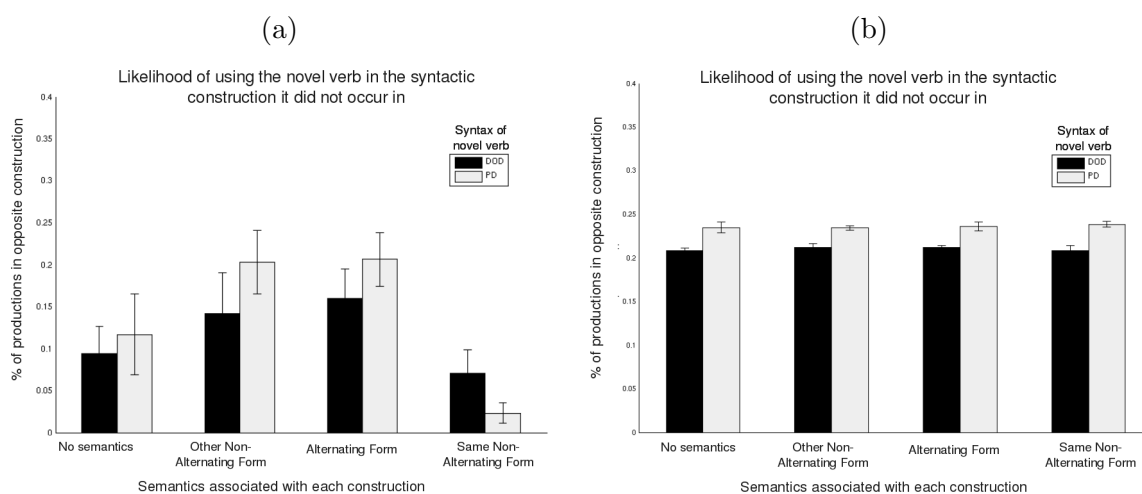 (a)
Likelihood of using the novel verb in the syntactic
construction it did not occur in
% of productions in opposite construction
0.4
0.35
0.3
0.25
0.2
0.15
0.1
0.05
0
Syntax of
novel verb
DOD
PD
No semantics
Other Non-
Alternating Form
Alternating Form
Same Non-
Alternating Form
Semantics associated with each construction
(b)
Likelihood of using the novel verb in the syntactic
construction it did not occur in
% of productions in opposite construction
0.4
0.35
0.3
0.25
0.2
0.15
0.1
0.05
0
Syntax of
novel verb
DOD
PD
No semantics
Other Non-
Alternating Form
Alternating Form
Same Non-
Alternating Form
Semantics associated with each construction